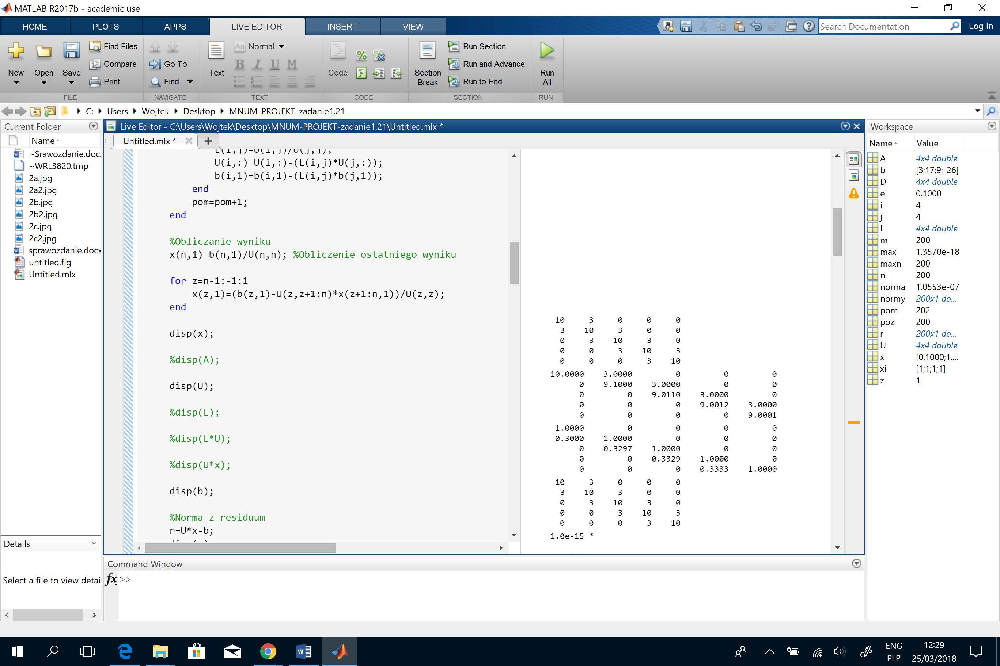 MATLAB R2017b - academic use
HOME PLOTS APPS LIVE EDITOR INSERT VIEW
Search Documentation
Log In
New Open Save
Find Files
Compare
Print
Go To
Find
Text
Aa Normal
B I U M
Code
Section Break
Run Section
Run and Advance
Run to End
Run All
FILE NAVIGATE TEXT CODE SECTION RUN
C: Users Wojtek Desktop MNUM-PROJEKT-zadanie1.21
Current Folder
Name
~$rawozdanie.doc
~WRL3820.tmp
2a.jpg
2a2.jpg
2b.jpg
2b2.jpg
2c.jpg
2c2.jpg
sprawozdanie.docx
untitled.fig
Untitled.mlx
Details
Select a file to view detai
Live Editor - C:\Users\Wojtek\Desktop\MNUM-PROJEKT-zadanie1.21\Untitled.mlx *
Untitled.mlx *
L(i,j)=U(i,j)/U(j,j);
U(i,:)=U(i,:)-(L(i,j)*U(j,:));
b(i,1)=b(i,1)-(L(i,j)*b(j,1));
end
pom=pom+1;
end
%Obliczanie wyniku
x(n,1)=b(n,1)/U(n,n); %Obliczenie ostatniego wyniku
for z=n-1:-1:1
x(z,1)=(b(z,1)-U(z,z+1:n)*x(z+1:n,1))/U(z,z);
end
disp(x);
%disp(A);
disp(U);
%disp(L);
%disp(L*U);
%disp(U*x);
disp(b);
%Norma z residuum
r=U*x-b;
10 3 0 0 0
3 10 3 0 0
0 3 10 3 0
0 0 3 10 3
0 0 0 3 10
10.0000 3.0000 0 0 0
0 9.1000 3.0000 0 0
0 0 9.0110 3.0000 0
0 0 0 9.0012 3.0000
0 0 0 0 9.0001
1.0000 0 0 0 0
0.3000 1.0000 0 0 0
0 0.3297 1.0000 0 0
0 0 0.3329 1.0000 0
0 0 0 0.3333 1.0000
10 3 0 0 0
3 10 3 0 0
0 3 10 3 0
0 0 3 10 3
0 0 0 3 10
1.0e-15 *
Command Window
fx >>
Workspace
Name Value
A 4x4 double
b [3;17;9;-26]
D 4x4 double
e 0.1000
i 4
j 4
L 4x4 double
m 200
max 1.3570e-18
maxn 200
n 200
norma 1.0553e-07
normy 200x1 do...
pom 202
poz 200
r 200x1 do...
U 4x4 double
x [0.1000;1....
xi [1;1;1;1]
z 1
ENG
PLP
12:29
25/03/2018